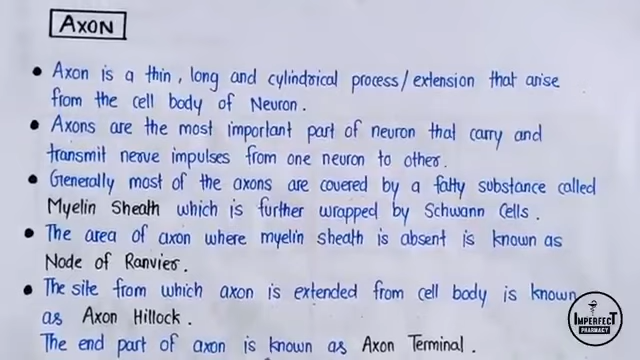 AXON
• Axon is a thin, long and cylindrical process/extension that arise
from the cell body of Neuron.
• Axons are the most important part of neuron that carry and
transmit nerve impulses from one neuron to other.
• Generally most of the axons are covered by a fatty substance called
Myelin Sheath which is further wrapped by Schwann Cells.
• The area of axon where myelin sheath is absent is known as
Node of Ranvier.
• The site from which axon is extended from cell body is known
as Axon Hillock.
The end part of axon is known as Axon Terminal.
IMPERFECT
PHARMACY